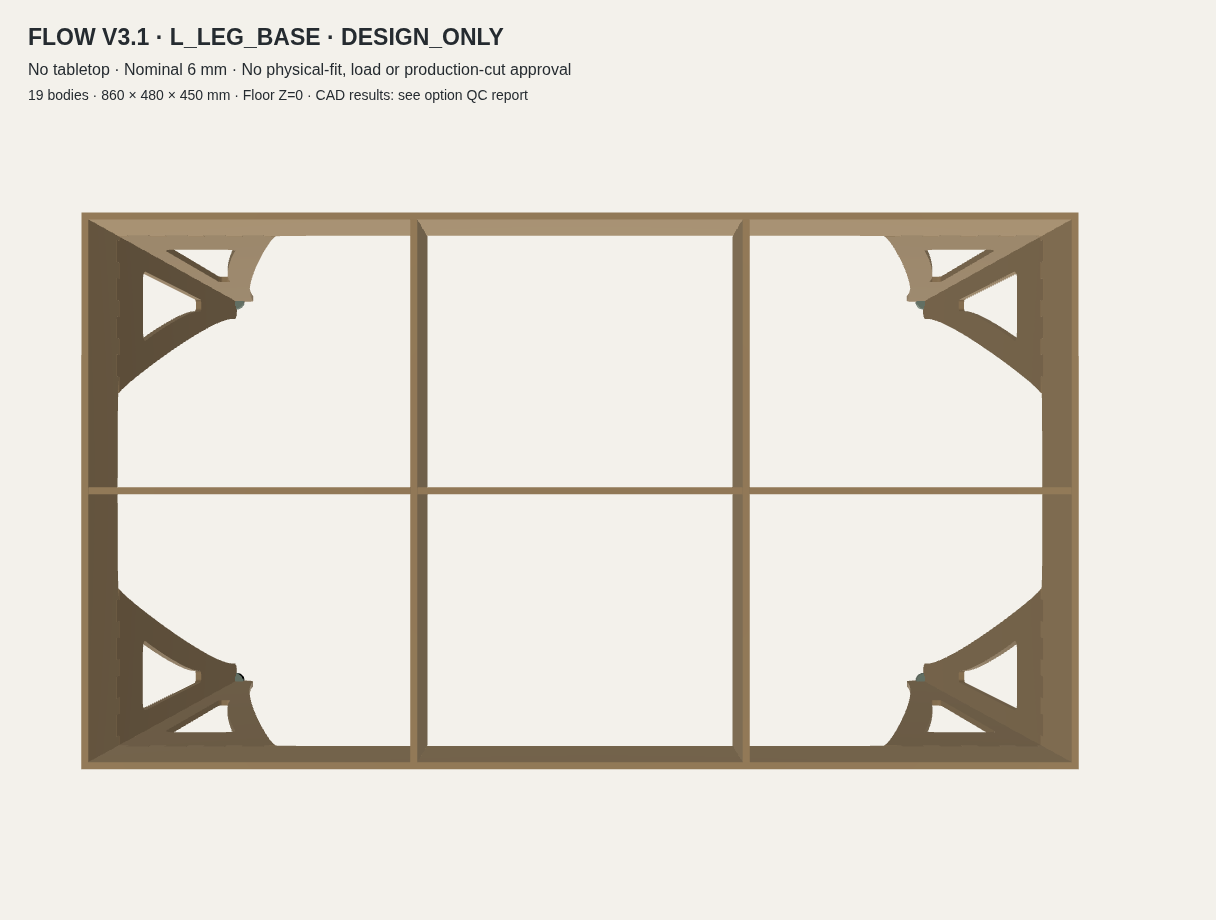 FLOW V3.1 · L_LEG_BASE · DESIGN_ONLY
No tabletop · Nominal 6 mm · No physical-fit, load or production-cut approval
19 bodies · 860 × 480 × 450 mm · Floor Z=0 · CAD results: see option QC report